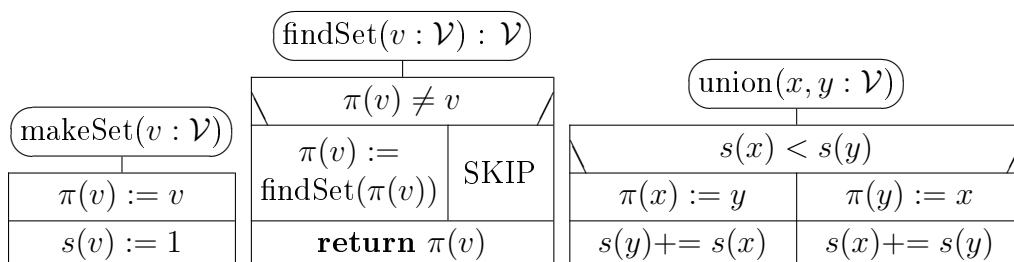 makeSet(v : 𝒱)
π(v) := v
s(v) := 1
findSet(v : 𝒱) : 𝒱
π(v) ≠ v
π(v) :=
findSet(π(v))
SKIP
return π(v)
union(x, y : 𝒱)
s(x) < s(y)
π(x) := y
π(y) := x
s(y)+= s(x)
s(x)+= s(y)